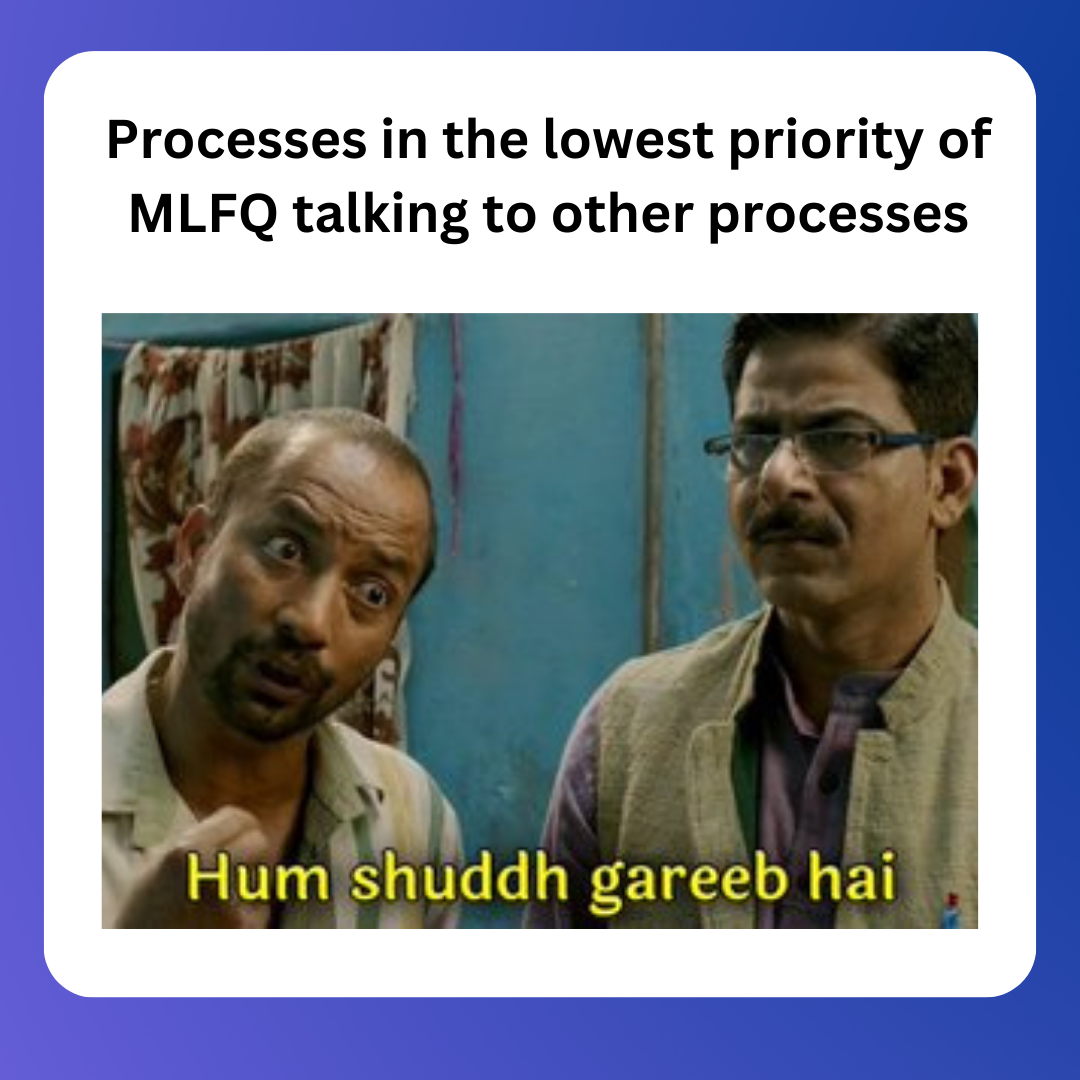 Processes in the lowest priority of
MLFQ talking to other processes
Hum shuddh gareeb hai